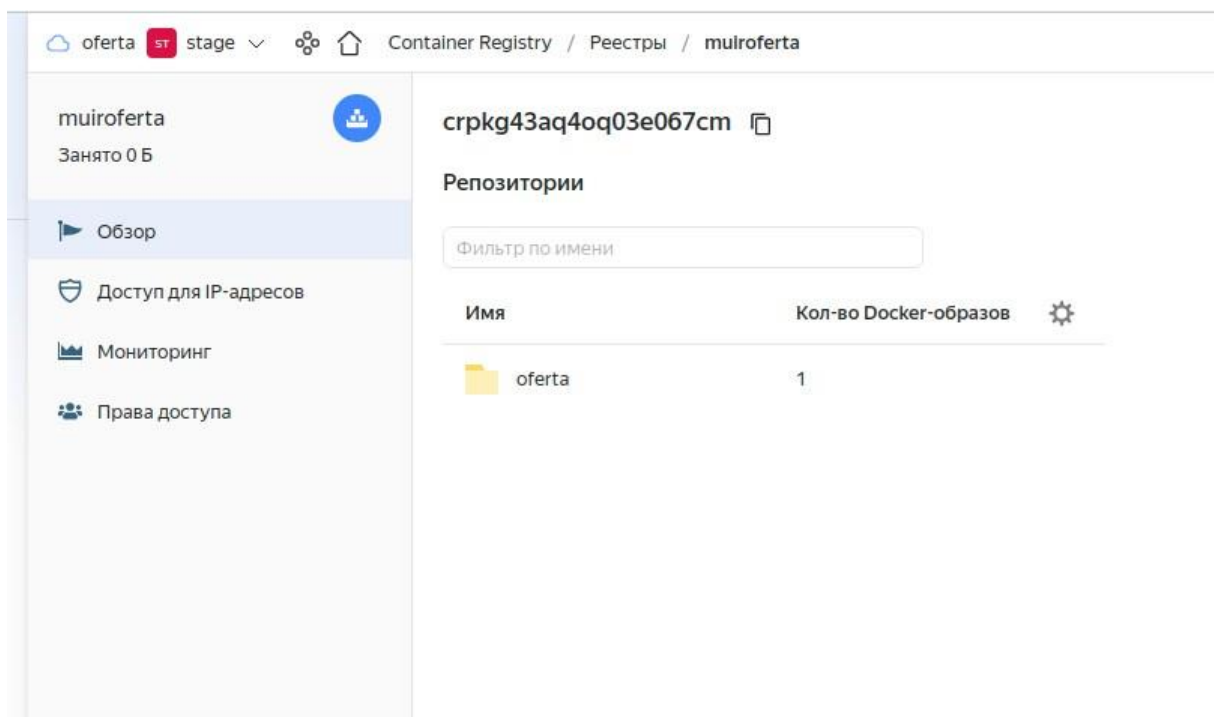 oferta ST stage Container Registry / Реестры / muiroferta
muiroferta
Занято 0 Б
Обзор
Доступ для IP-адресов
Мониторинг
Права доступа
crpkg43aq4oq03e067cm
Репозитории
Фильтр по имени
Имя Кол-во Docker-образов
oferta 1